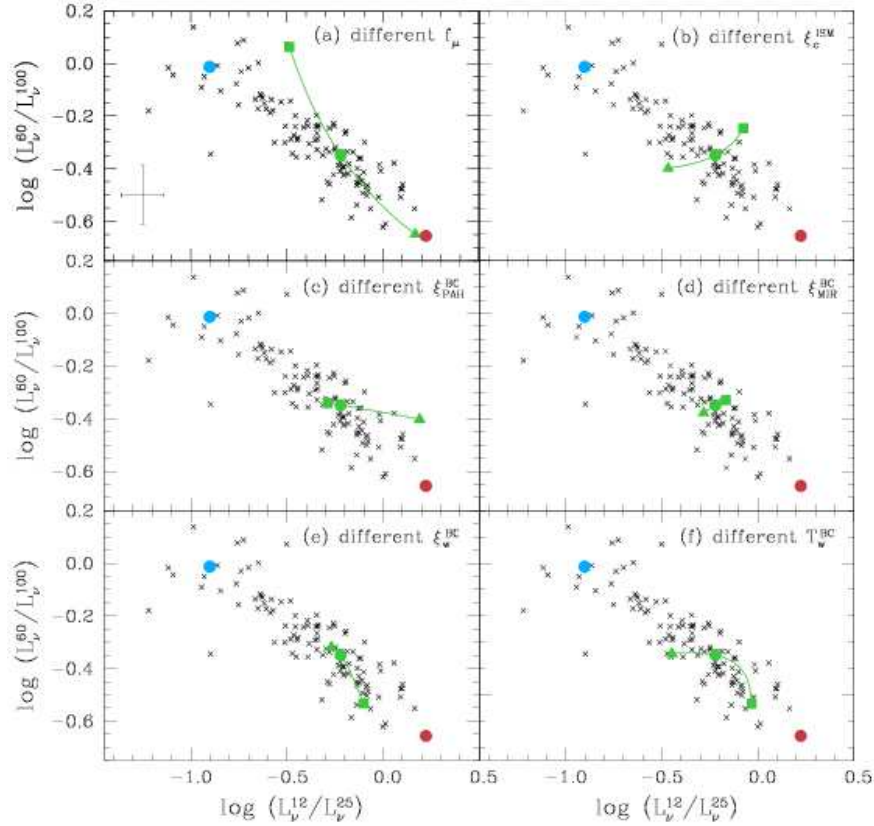 (a) different f_μ
(b) different ξ_c^ISM
0.0
−0.2
−0.4
−0.6
0.2
log (L_ν^60/L_ν^100)
(c) different ξ_PAH^BC
(d) different ξ_MIR^BC
0.0
−0.2
−0.4
−0.6
0.2
log (L_ν^60/L_ν^100)
(e) different ξ_w^BC
(f) different T_w^BC
0.0
−0.2
−0.4
−0.6
log (L_ν^60/L_ν^100)
−1.0 −0.5 0.0 0.5 −1.0 −0.5 0.0 0.5
log (L_ν^12/L_ν^25) log (L_ν^12/L_ν^25)